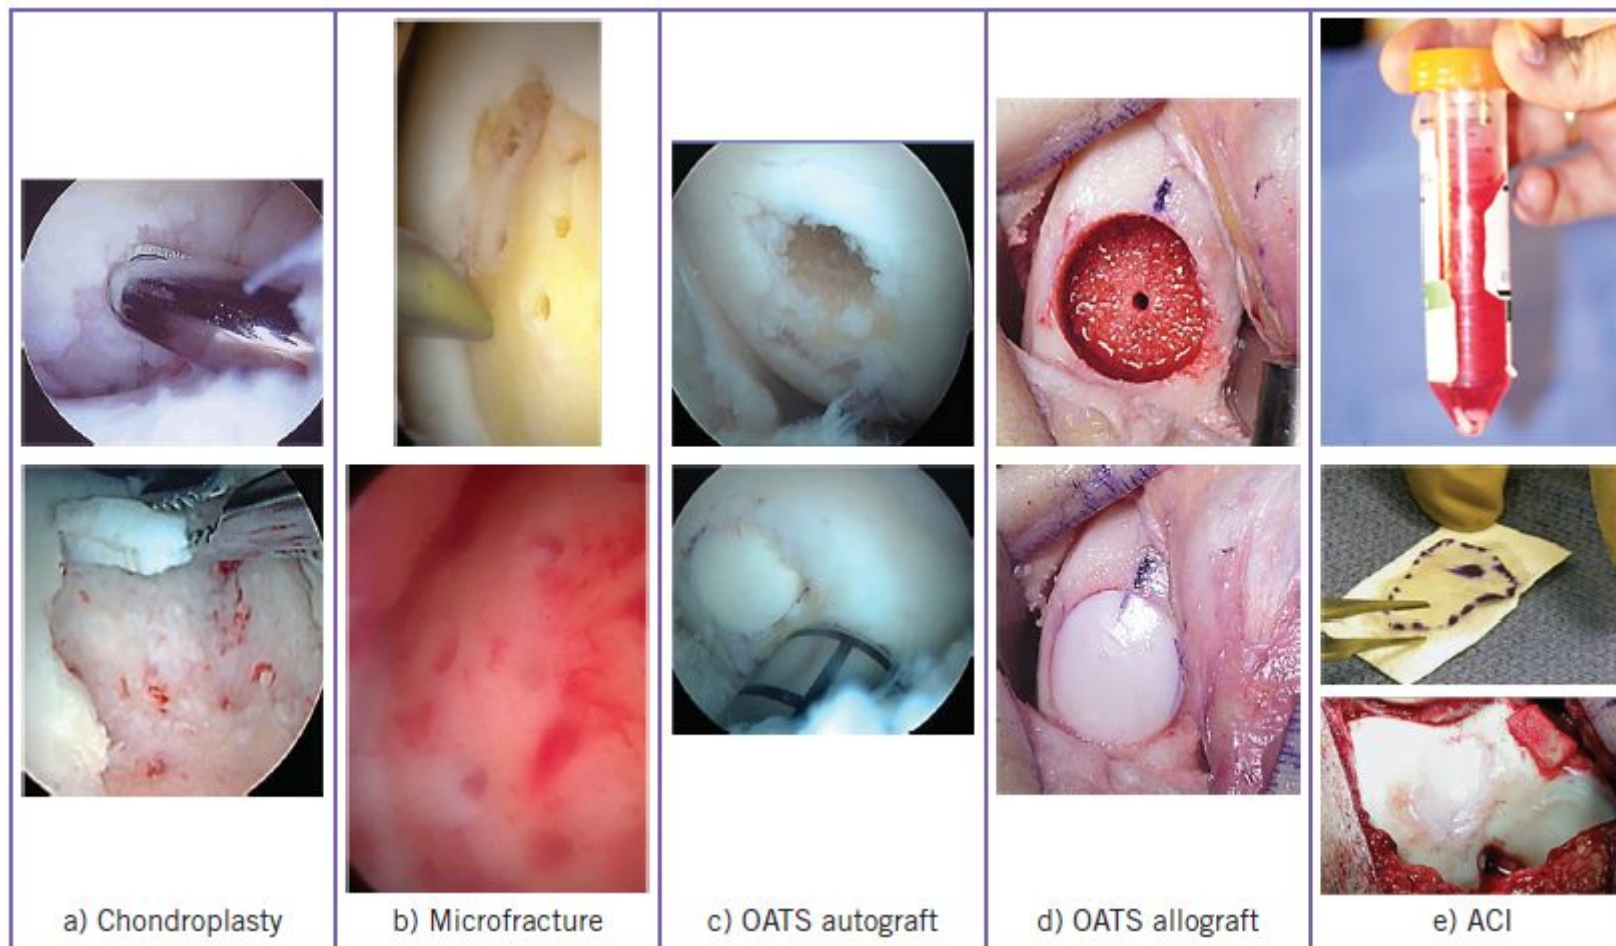 a) Chondroplasty
b) Microfracture
c) OATS autograft
d) OATS allograft
e) ACI